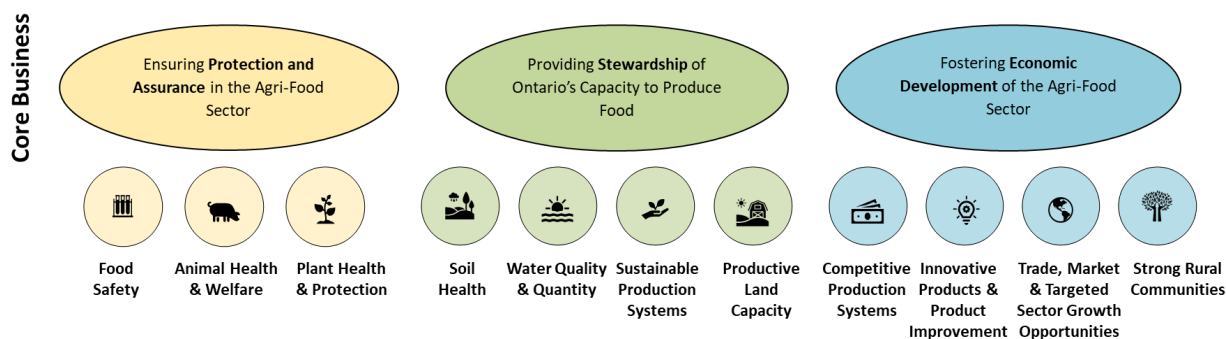 Core Business
Ensuring Protection and
Assurance in the Agri-Food
Sector
Providing Stewardship of
Ontario's Capacity to Produce
Food
Fostering Economic
Development of the Agri-Food
Sector
Food
Safety
Animal Health
& Welfare
Plant Health
& Protection
Soil
Health
Water Quality
& Quantity
Sustainable
Production
Systems
Productive
Land
Capacity
Competitive
Production
Systems
Innovative
Products &
Product
Improvement
Trade, Market
& Targeted
Sector Growth
Opportunities
Strong Rural
Communities